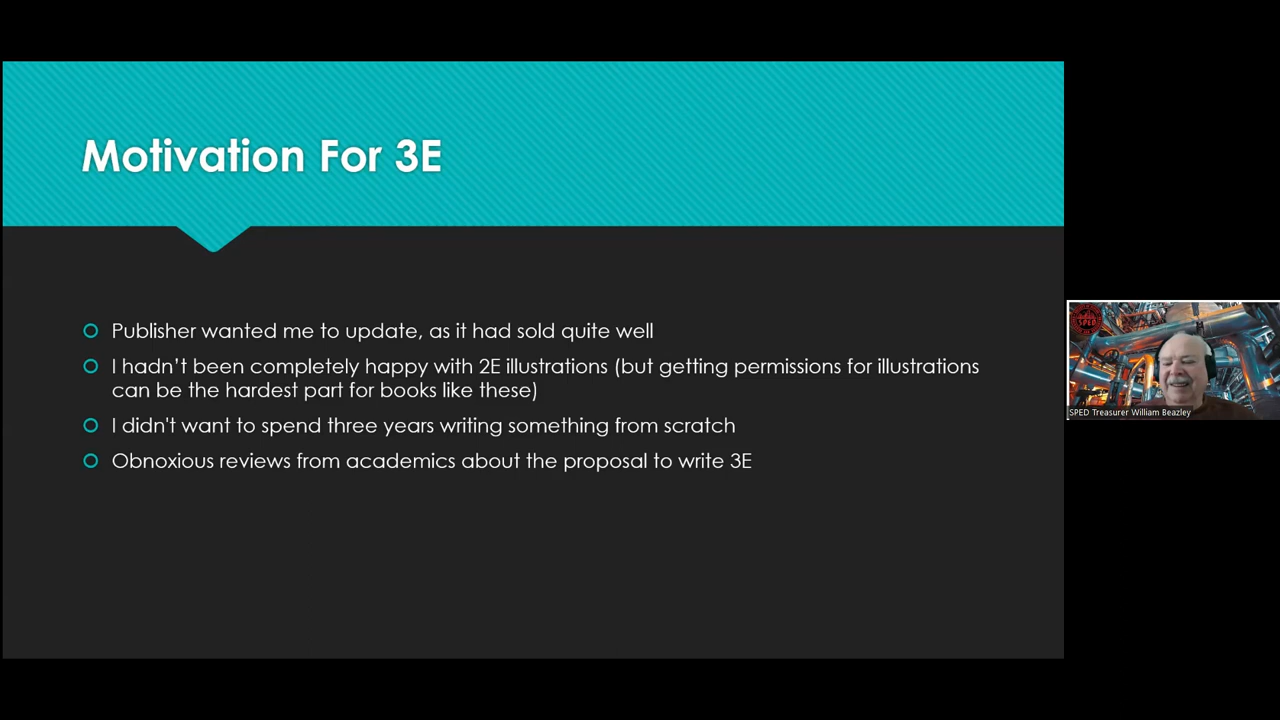 Motivation For 3E
Publisher wanted me to update, as it had sold quite well
I hadn’t been completely happy with 2E illustrations (but getting permissions for illustrations
can be the hardest part for books like these)
I didn't want to spend three years writing something from scratch
Obnoxious reviews from academics about the proposal to write 3E
SPED
SPED Treasurer William Beazley